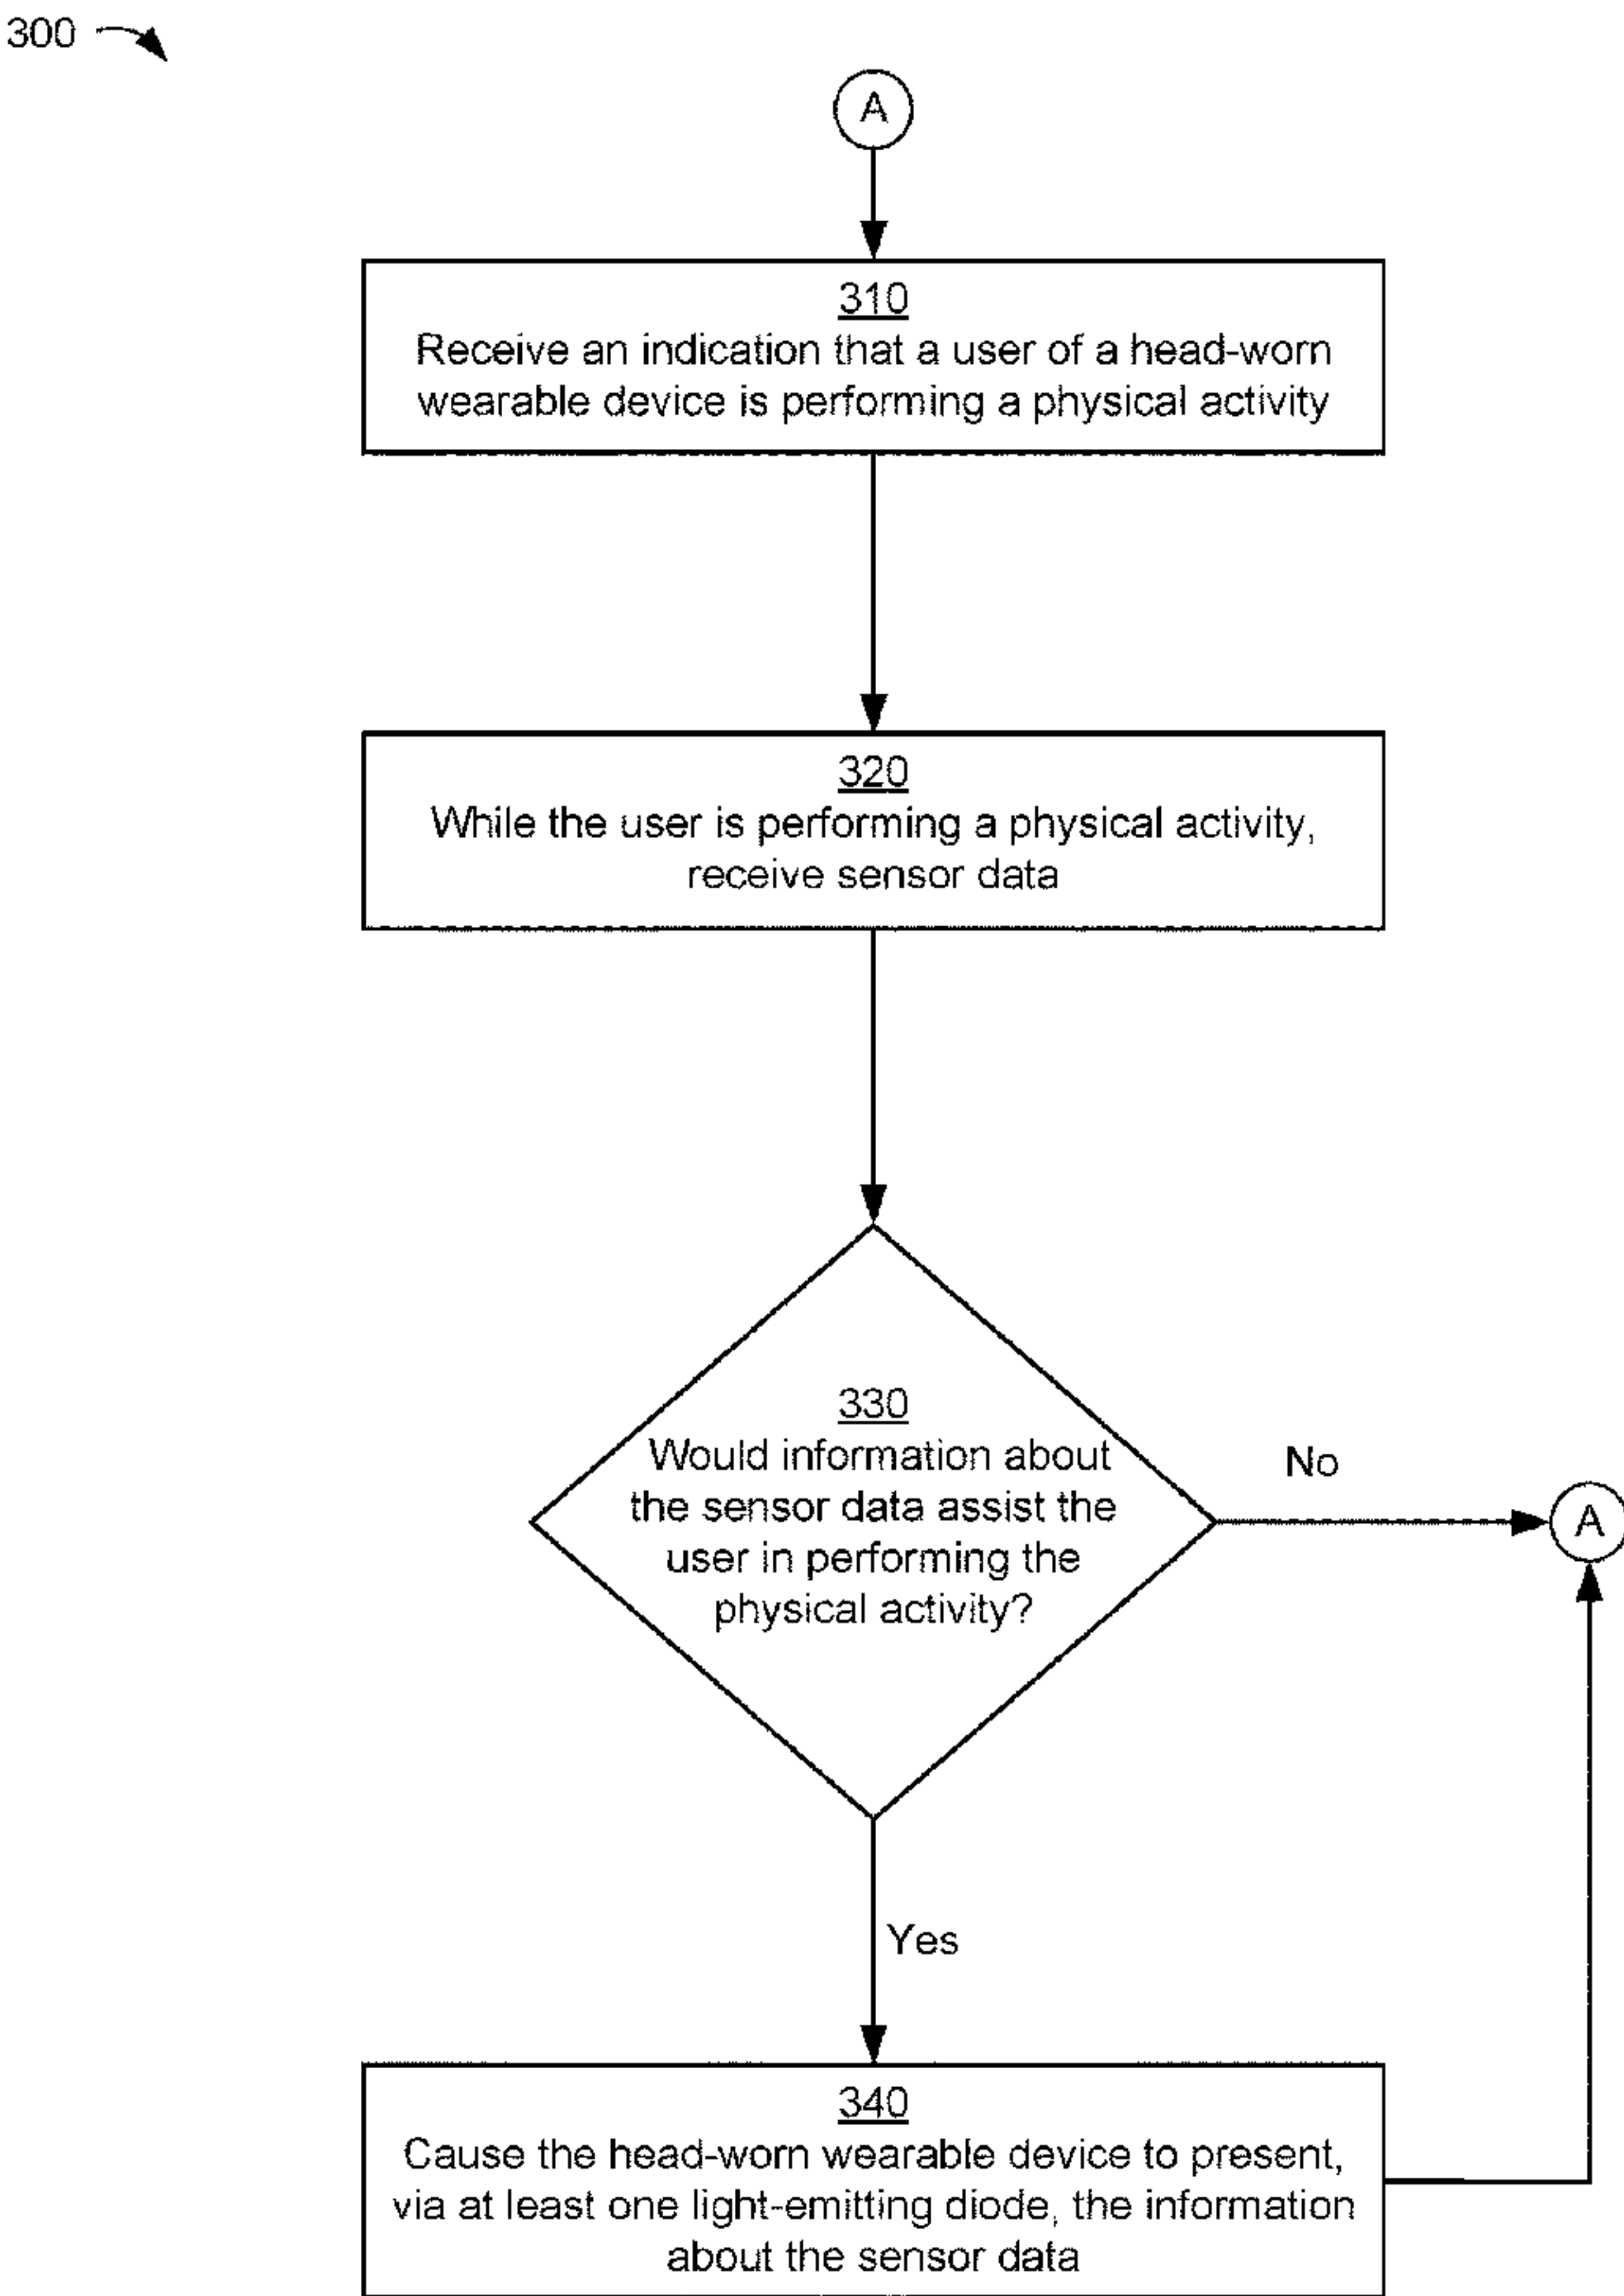 300
A
310
Receive an indication that a user of a head-worn
wearable device is performing a physical activity
320
While the user is performing a physical activity,
receive sensor data
330
Would information about
the sensor data assist the
user in performing the
physical activity?
No
A
Yes
340
Cause the head-worn wearable device to present,
via at least one light-emitting diode, the information
about the sensor data